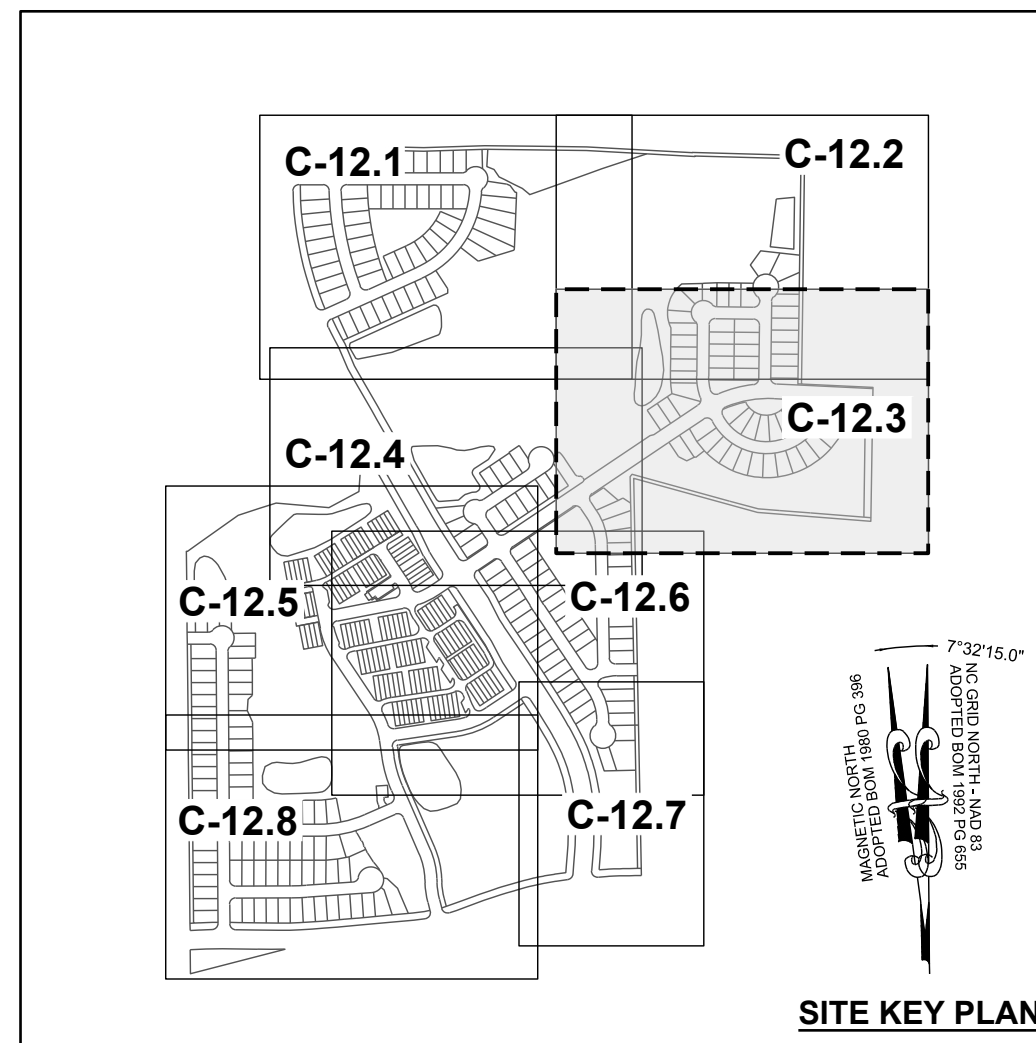 C-12.1
C-12.2
C-12.3
C-12.4
C-12.5
C-12.6
C-12.7
C-12.8
7°32'15.0"
MAGNETIC NORTH
ADOPTED BOM 1980 PG 396
NC GRID NORTH - NAD 83
ADOPTED BOM 1992 PG 655
SITE KEY PLAN